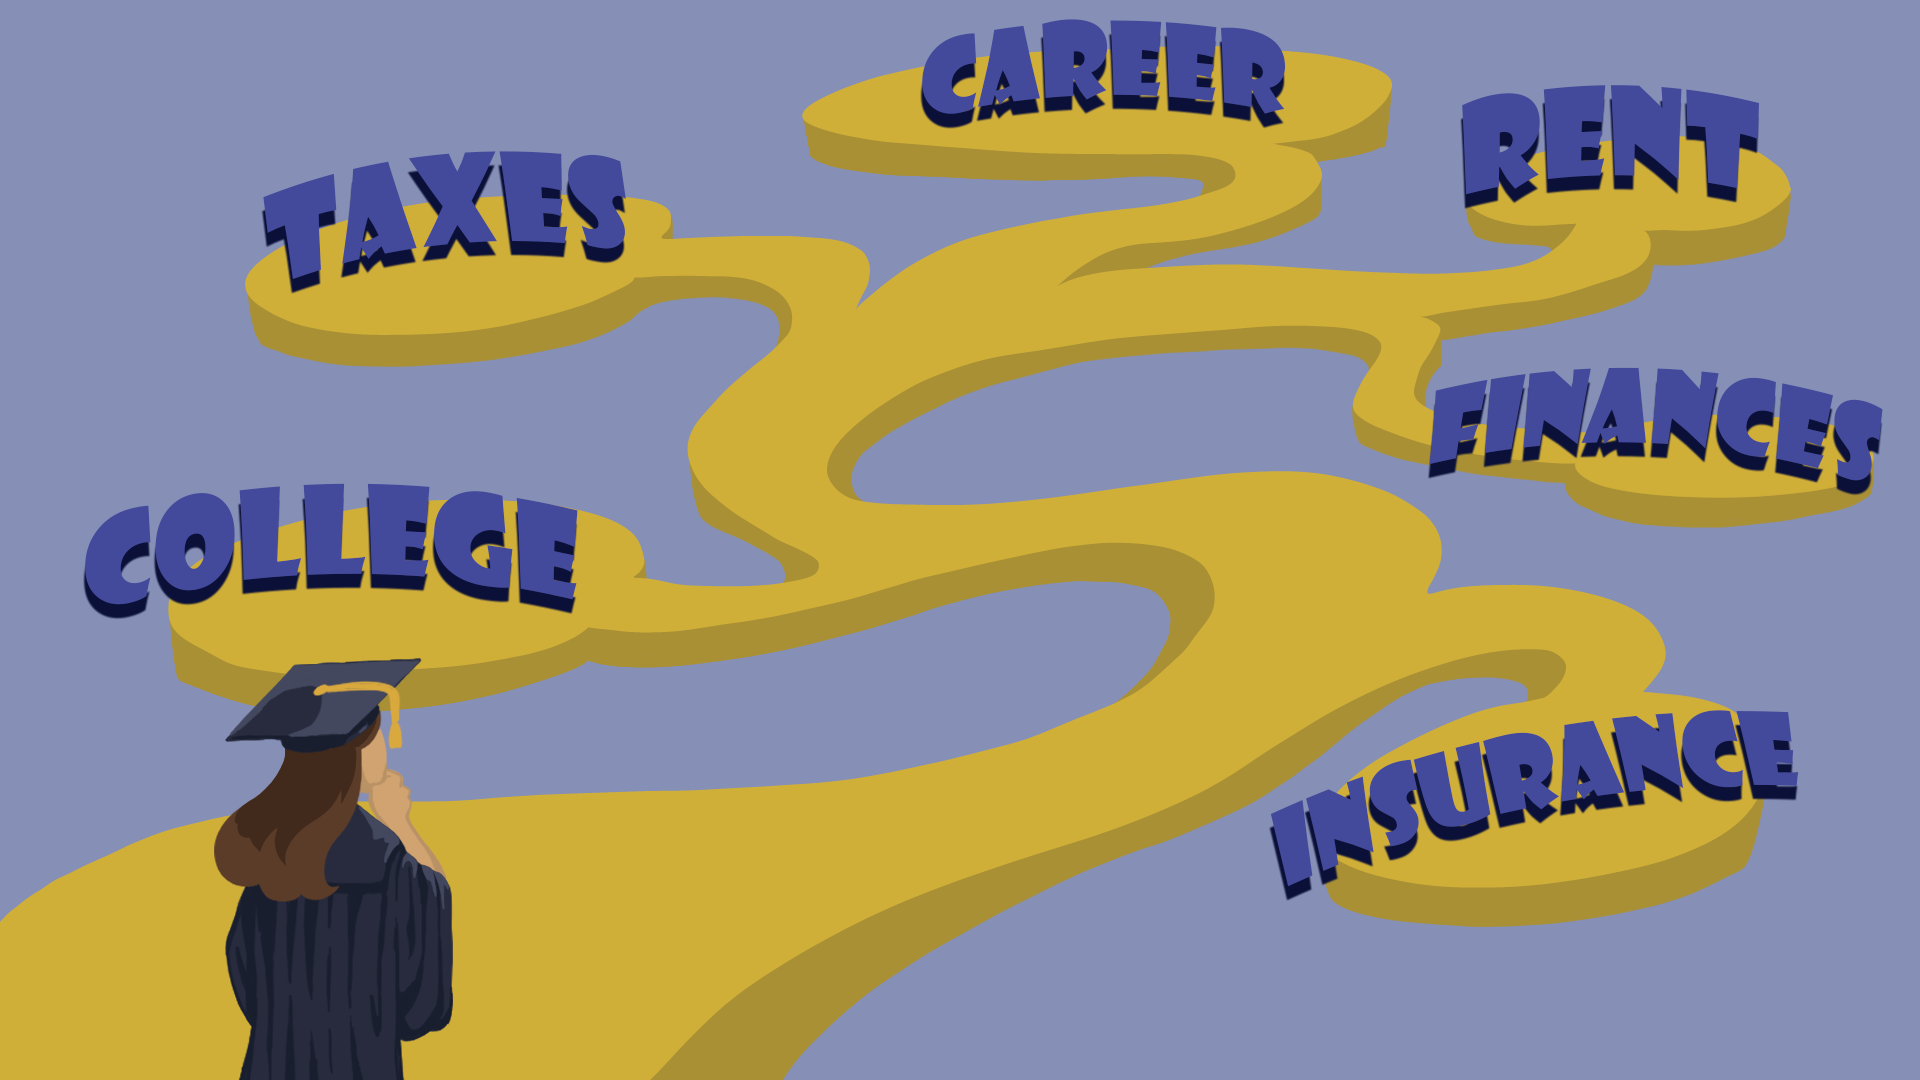 CAREER
RENT
TAXES
FINANCES
COLLEGE
INSURANCE